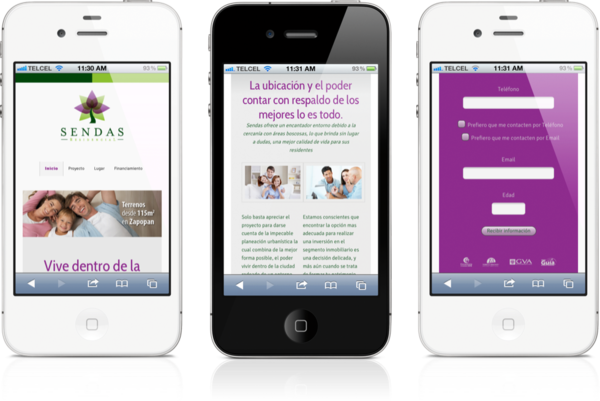 TELCEL 11:30 AM 93 %
SENDAS
Residencial
Inicio Proyecto Lugar Financiamiento
Terrenos
desde 115m²
en Zapopan
Vive dentro de la
TELCEL 11:31 AM 93 %
La ubicación y el poder
contar con respaldo de los
mejores lo es todo.
Sendas ofrece un encantador entorno debido a la
cercanía con áreas boscosas, lo que brinda sin lugar
a dudas, una mejor calidad de vida para sus
residentes
Solo hasta apreciar el
proyecto para darse
cuenta de la impecable
planeación urbanística la
cual combina de la mejor
forma posible, el poder
vivir dentro de la ciudad
Estamos conscientes que
encontrar la opción mas
adecuada para realizar
una inversión en el
segmento inmobiliario es
una decisión delicada, y
más aún cuando se trata
TELCEL 11:31 AM 93 %
Teléfono
Prefiero que me contacten por Teléfono
Prefiero que me contacten por Email
Email
Edad
Recibir información
GVA
Guía